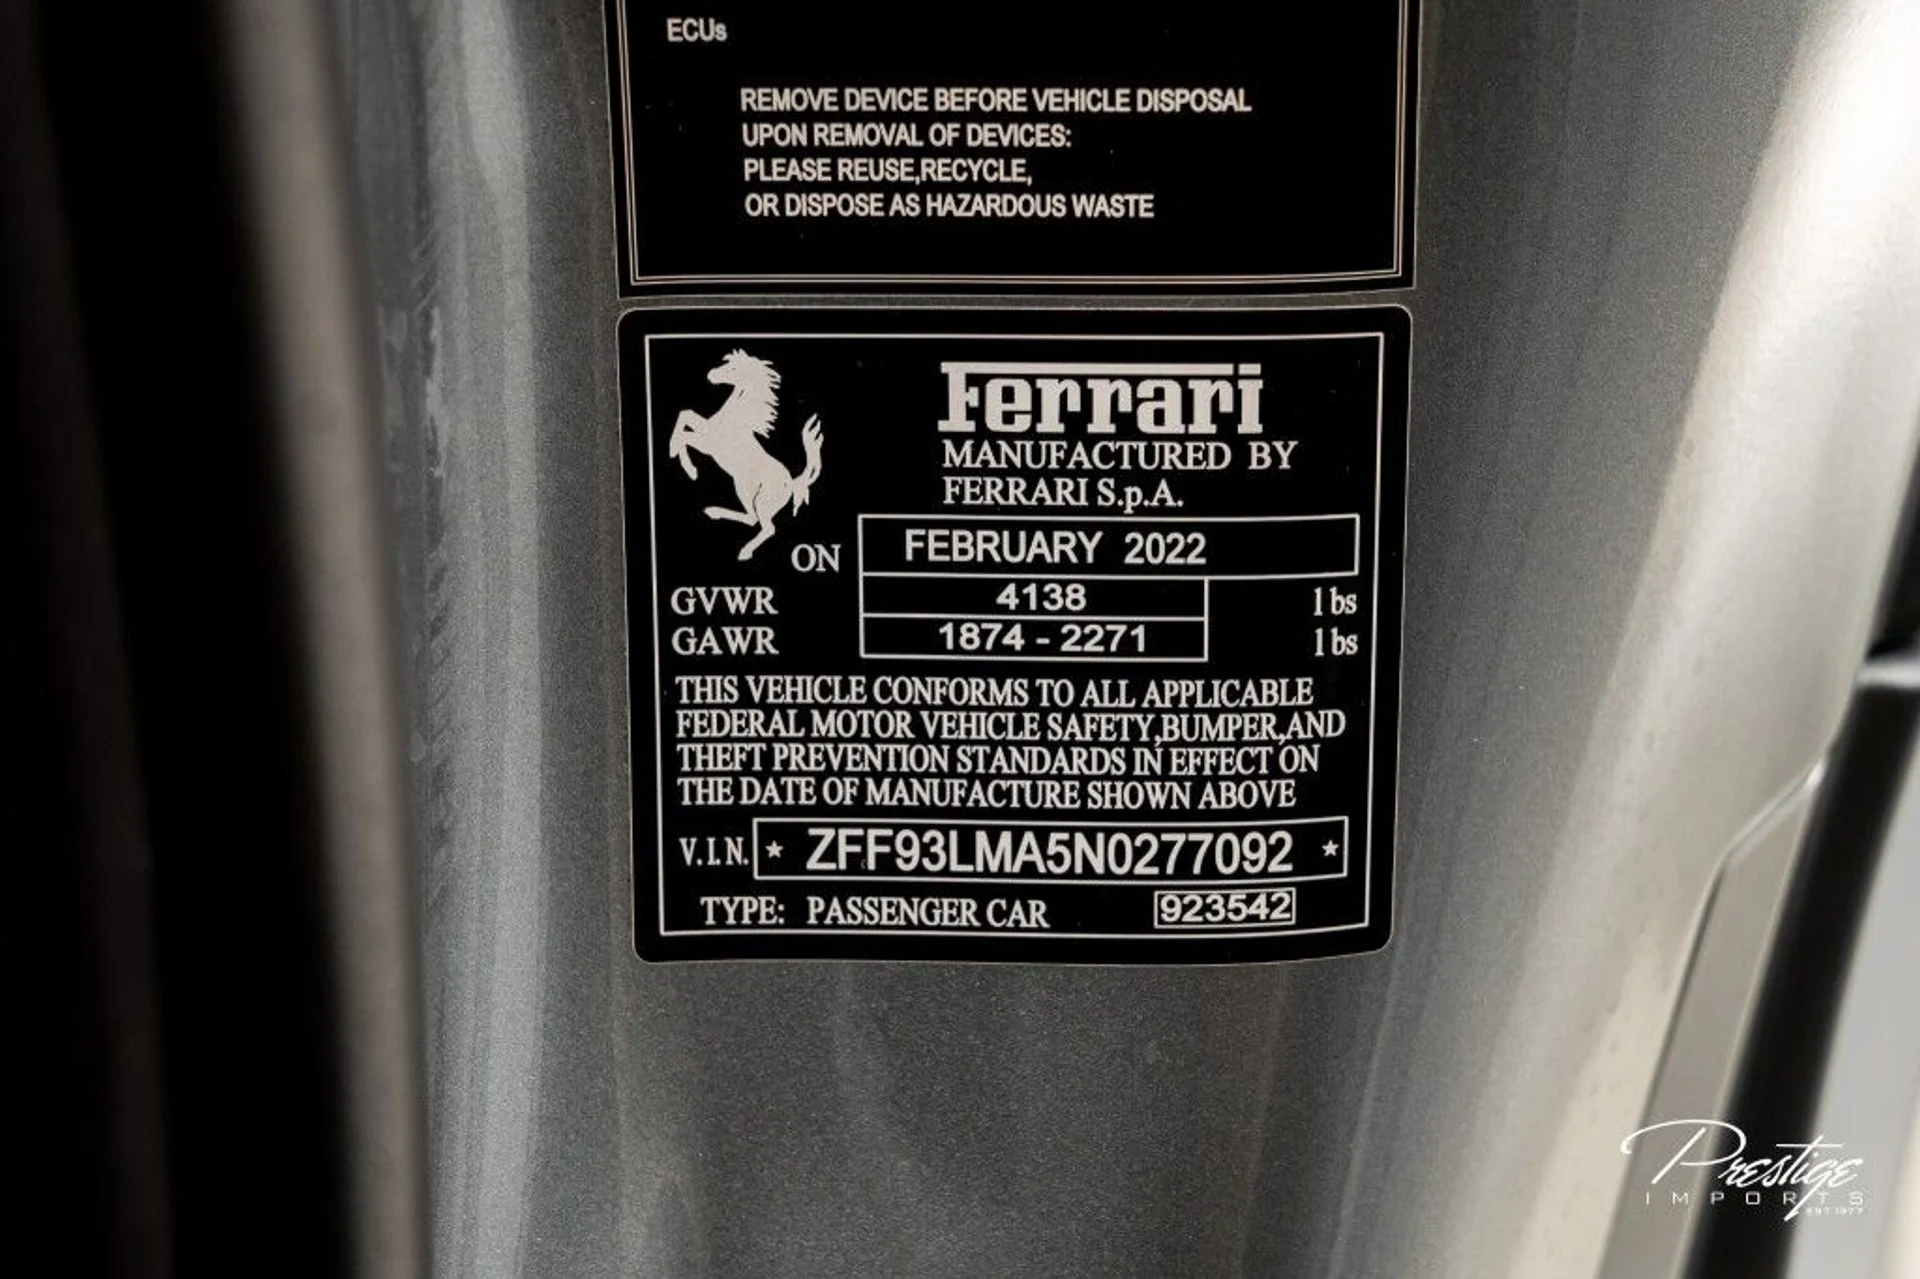 ECUs
REMOVE DEVICE BEFORE VEHICLE DISPOSAL
UPON REMOVAL OF DEVICES:
PLEASE REUSE,RECYCLE,
OR DISPOSE AS HAZARDOUS WASTE
Ferrari
MANUFACTURED BY
FERRARI S.p.A.
ON FEBRUARY 2022
GVWR 4138 lbs
GAWR 1874 - 2271 lbs
THIS VEHICLE CONFORMS TO ALL APPLICABLE
FEDERAL MOTOR VEHICLE SAFETY,BUMPER,AND
THEFT PREVENTION STANDARDS IN EFFECT ON
THE DATE OF MANUFACTURE SHOWN ABOVE
V.I.N. * ZFF93LMA5N0277092 *
TYPE: PASSENGER CAR 923542
Prestige
IMPORTS
EST 1977